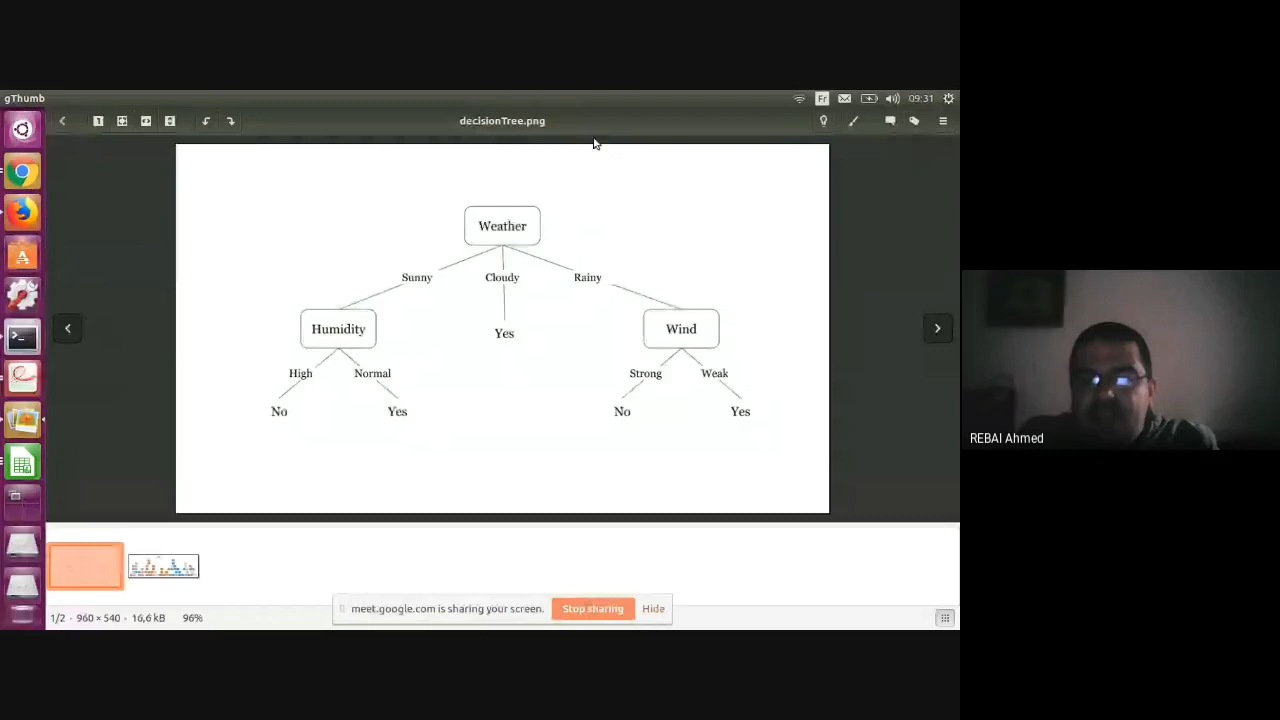 gThumb
Fr
09:31
decisionTree.png
Weather
Sunny Cloudy Rainy
Humidity Yes Wind
High Normal Strong Weak
No Yes No Yes
REBAI Ahmed
meet.google.com is sharing your screen. Stop sharing Hide
1/2 · 960 × 540 · 16,6 kB 96%